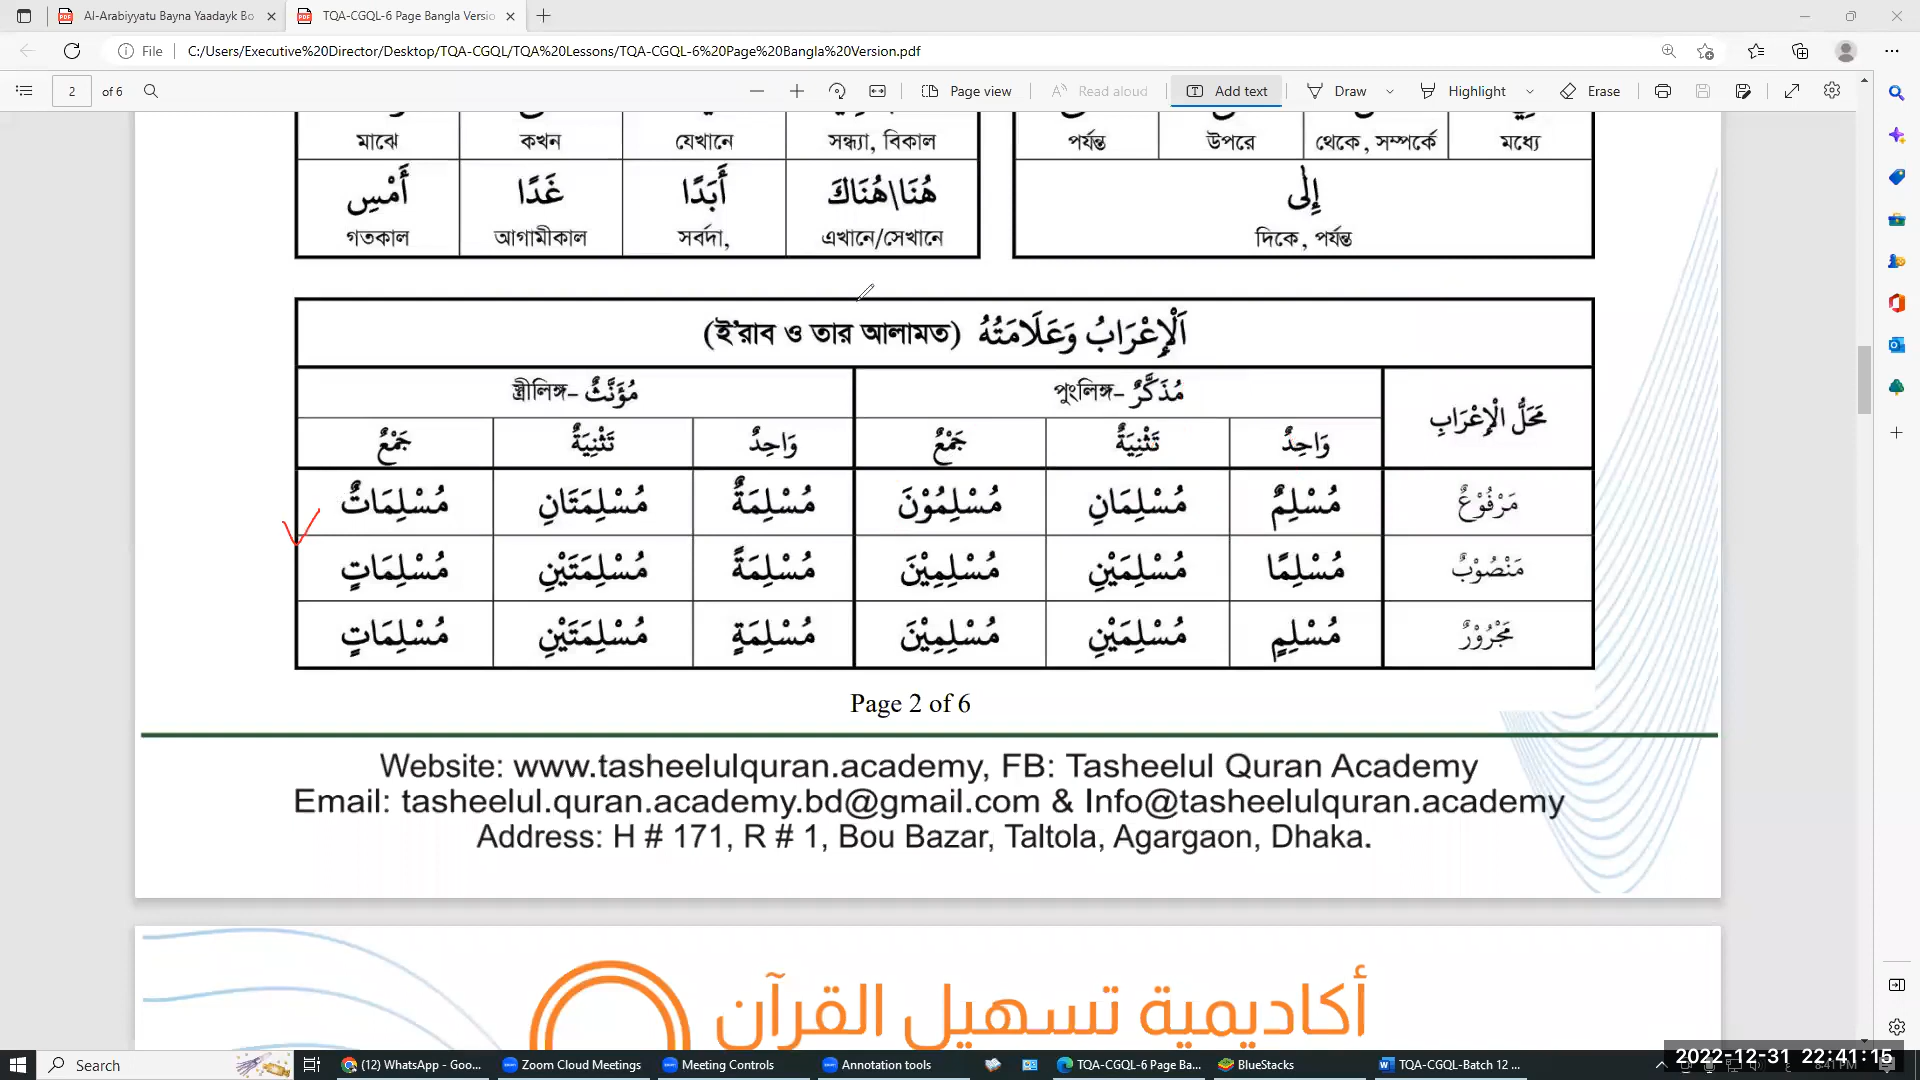 Al-Arabiyyatu Bayna Yaadayk Bo
TQA-CGQL-6 Page Bangla Versio
File
C:/Users/Executive%20Director/Desktop/TQA-CGQL/TQA%20Lessons/TQA-CGQL-6%20Page%20Bangla%20Version.pdf
2 of 6
Page view
Read aloud
Add text
Draw
Highlight
Erase
মাঝে কখন যেখানে সন্ধ্যা, বিকাল
পর্যন্ত উপরে থেকে, সম্পর্কে মধ্যে
أَمْسِ غَدًا أَبَدًا هُنَا\هُنَاكَ
গতকাল আগামীকাল সর্বদা, এখানে/সেখানে
إِلٰى
দিকে, পর্যন্ত
اَلْإِعْرَابُ وَعَلَامَتُهُ (ই’রাব ও তার আলামত)
مَحَلُّ الْإِعْرَابِ
مُذَكَّرٌ- পুংলিঙ্গ
مُؤَنَّثٌ- স্ত্রীলিঙ্গ
وَاحِدٌ تَثْنِيَةٌ جَمْعٌ وَاحِدٌ تَثْنِيَةٌ جَمْعٌ
مَرْفُوْعٌ مُسْلِمٌ مُسْلِمَانِ مُسْلِمُوْنَ مُسْلِمَةٌ مُسْلِمَتَانِ مُسْلِمَاتٌ
مَنْصُوْبٌ مُسْلِمًا مُسْلِمَيْنِ مُسْلِمِيْنَ مُسْلِمَةً مُسْلِمَتَيْنِ مُسْلِمَاتٍ
مَجْرُوْرٌ مُسْلِمٍ مُسْلِمَيْنِ مُسْلِمِيْنَ مُسْلِمَةٍ مُسْلِمَتَيْنِ مُسْلِمَاتٍ
Page 2 of 6
Website: www.tasheelulquran.academy, FB: Tasheelul Quran Academy
Email: tasheelul.quran.academy.bd@gmail.com & Info@tasheelulquran.academy
Address: H # 171, R # 1, Bou Bazar, Taltola, Agargaon, Dhaka.
أكاديمية تسهيل القرآن
Search
(12) WhatsApp - Goo...
Zoom Cloud Meetings
Meeting Controls
Annotation tools
TQA-CGQL-6 Page Ba...
BlueStacks
TQA-CGQL-Batch 12 ...
2022-12-31 22:41:15
8:41 PM